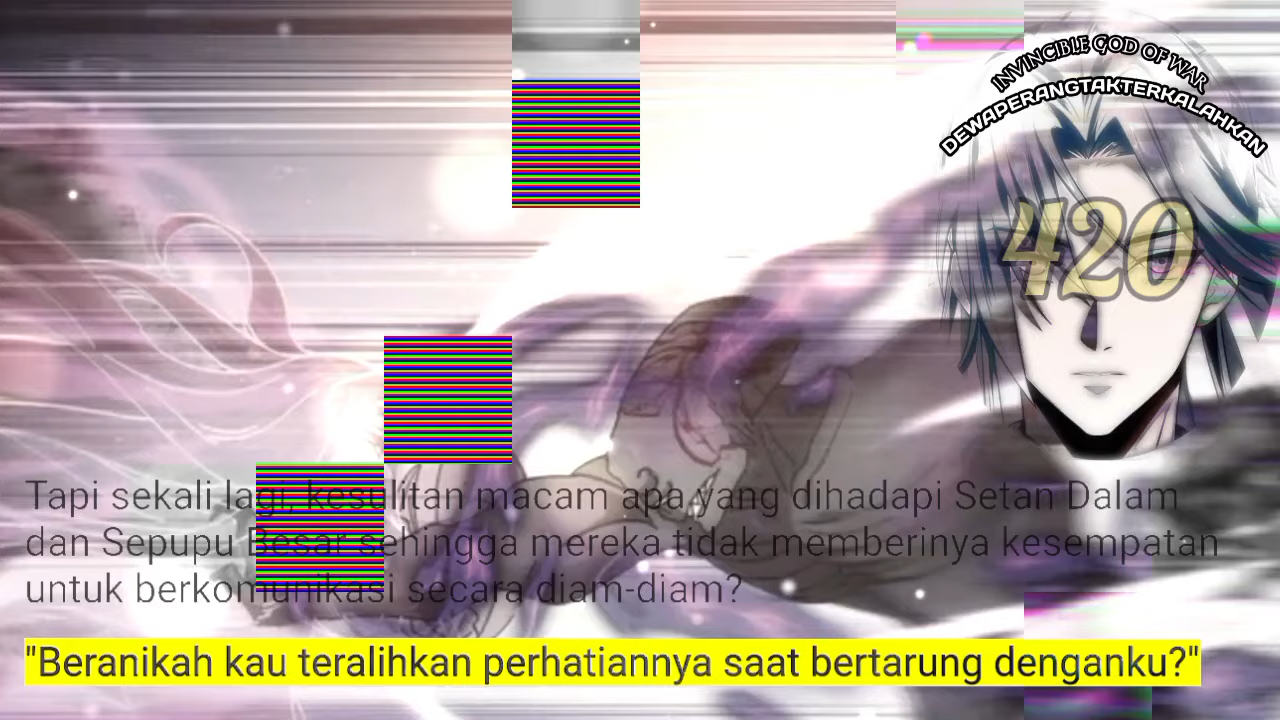 INVINCIBLE GOD OF WAR
DEWAPERANGTAKTERKALAHKAN
420
Tapi sekali lagi, kesulitan macam apa yang dihadapi Setan Dalam
dan Sepupu Besar sehingga mereka tidak memberinya kesempatan
untuk berkomunikasi secara diam-diam?
"Beranikah kau teralihkan perhatiannya saat bertarung denganku?"